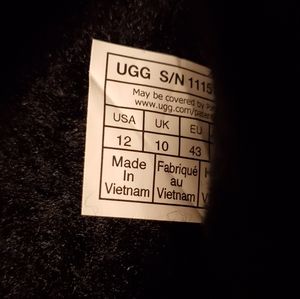 UGG S/N 1115
May be covered by
www.ugg.com/
USA UK EU
12 10 43
Made In Vietnam
Fabriqué au Vietnam